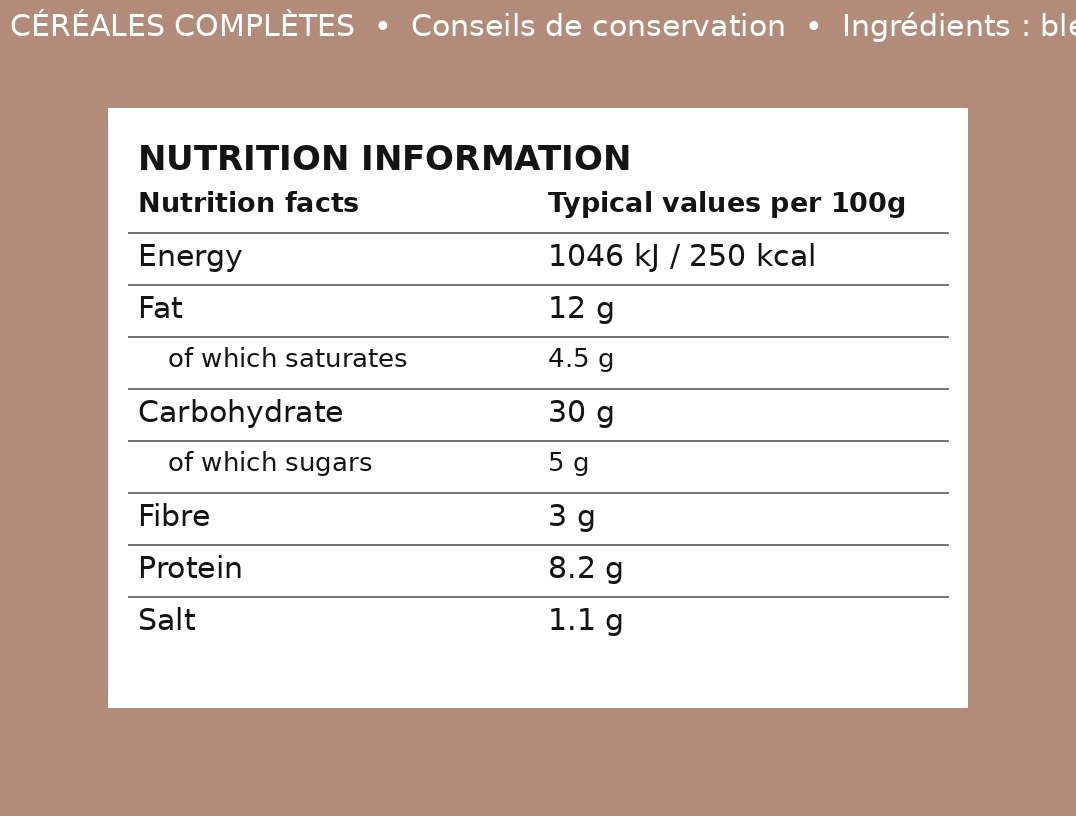 CÉRÉALES COMPLÈTES • Conseils de conservation • Ingrédients :
NUTRITION INFORMATION
Nutrition facts Typical values per 100g
Energy 1046 kJ / 250 kcal
Fat 12 g
of which saturates 4.5 g
Carbohydrate 30 g
of which sugars 5 g
Fibre 3 g
Protein 8.2 g
Salt 1.1 g